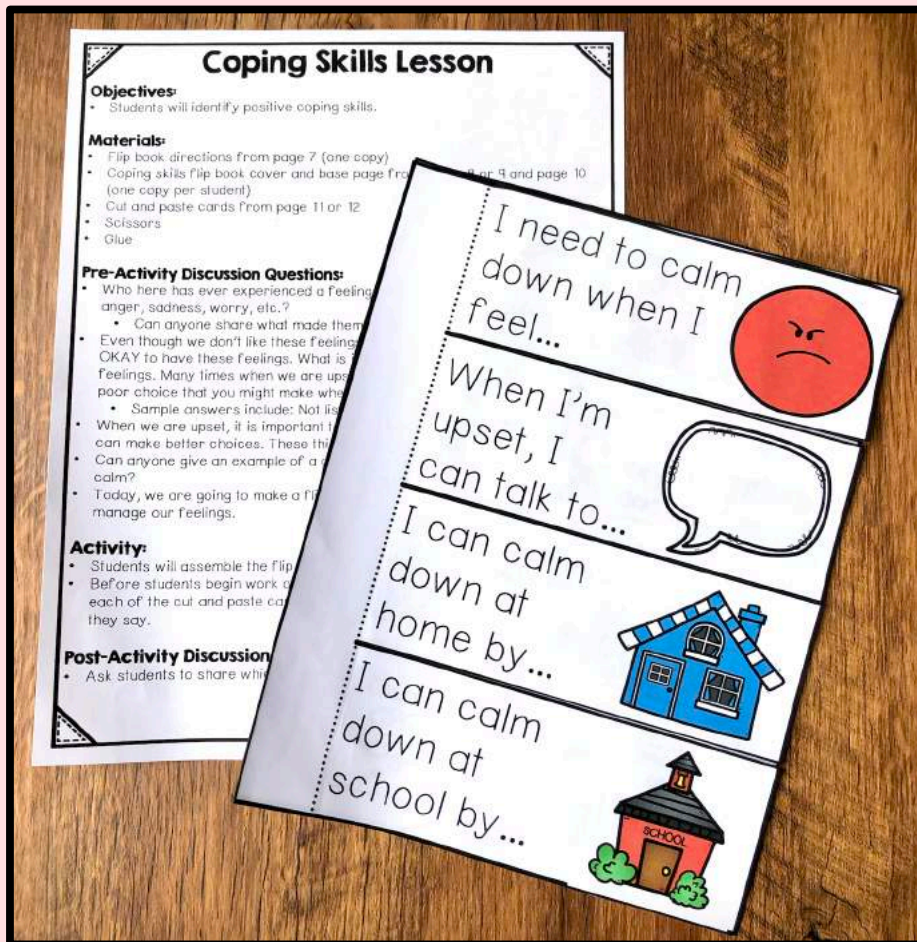 Coping Skills Lesson
Objectives:
• Students will identify positive coping skills.
Materials:
• Flip book directions from page 7 (one copy)
• Coping skills flip book cover and base page or 9 and page 10
(one copy per student)
• Cut and paste cards from page 11 or 12
• Scissors
• Glue
Pre-Activity Discussion Questions:
• Who here has ever experienced a feeling
anger, sadness, worry, etc.?
• Can anyone share what made them
• Even though we don't like these
OKAY to have these feelings. What is
feelings. Many times when we are
poor choice that you might make
• Sample answers include: Not
• When we are upset, it is important
can make better choices. These
• Can anyone give an example of a
calm?
• Today, we are going to make a
manage our feelings.
Activity:
• Students will assemble the flip
• Before students begin work
each of the cut and paste
they say.
Post-Activity Discussion
• Ask students to share
I need to calm
down when I
feel...
When I'm
upset, I
can talk to...
I can calm
down at
home by...
I can calm
down at
school by...
SCHOOL